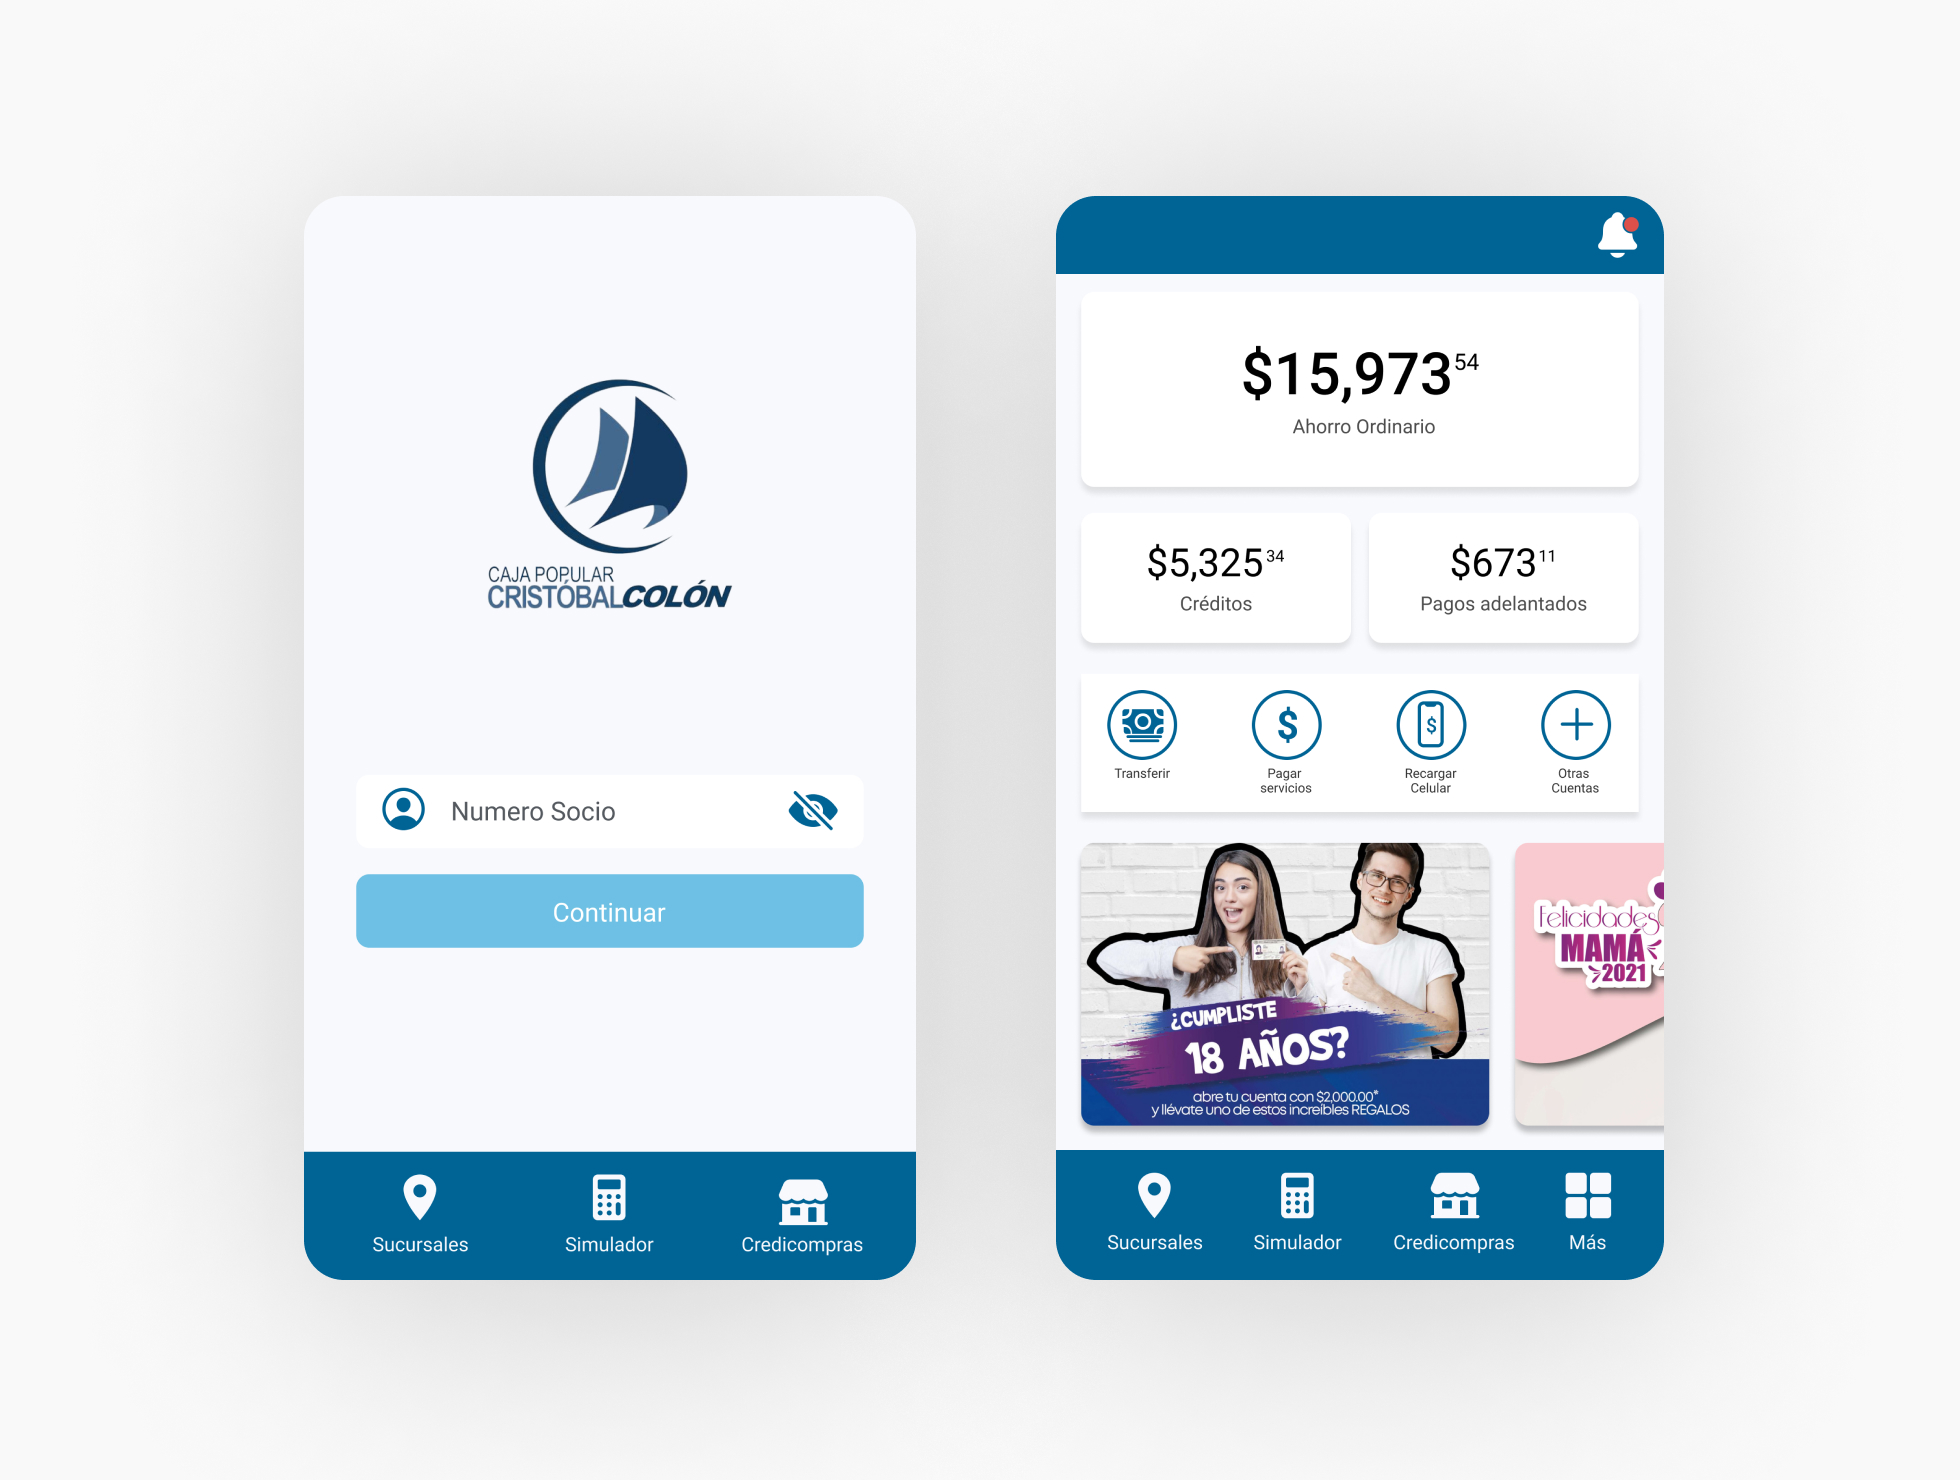 CAJA POPULAR
CRISTÓBALCOLÓN
Numero Socio
Continuar
Sucursales
Simulador
Credicompras
$15,973 54
Ahorro Ordinario
$5,325 34
Créditos
$673 11
Pagos adelantados
Transferir
Pagar
servicios
Recargar
Celular
Otras
Cuentas
¿CUMPLISTE
18 AÑOS?
abre tu cuenta con $2,000.00*
y llévate uno de estos increíbles REGALOS
Felicidades
MAMÁ
2021
Sucursales
Simulador
Credicompras
Más